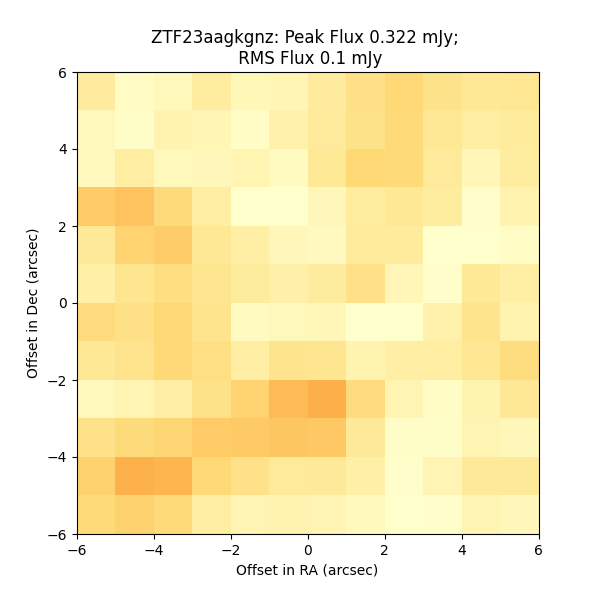 ZTF23aagkgnz: Peak Flux 0.322 mJy;
RMS Flux 0.1 mJy
6
4
2
0
−2
−4
−6
Offset in Dec (arcsec)
−6 −4 −2 0 2 4 6
Offset in RA (arcsec)